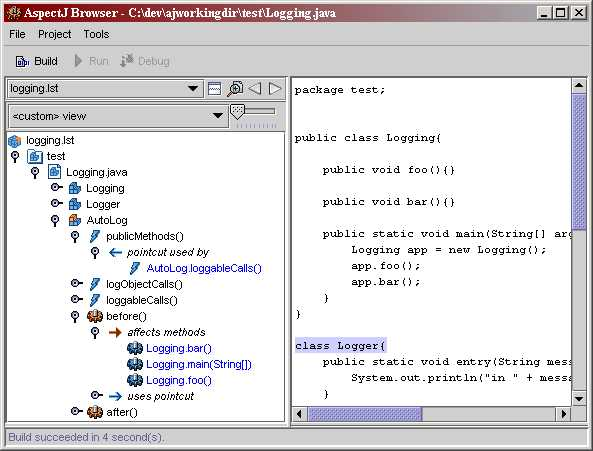 AspectJ Browser - C:\dev\ajworkingdir\test\Logging.java
File Project Tools
Build Run Debug
logging.lst
<custom> view
logging.lst
test
Logging.java
Logging
Logger
AutoLog
publicMethods()
pointcut used by
AutoLog.loggableCalls()
logObjectCalls()
loggableCalls()
before()
affects methods
Logging.bar()
Logging.main(String[])
Logging.foo()
uses pointcut
after()
package test;
public class Logging{
public void foo(){}
public void bar(){}
public static void main(String[] arg
Logging app = new Logging();
app.foo();
app.bar();
}
}
class Logger{
public static void entry(String mess
System.out.println("in " + messa
}
Build succeeded in 4 second(s).